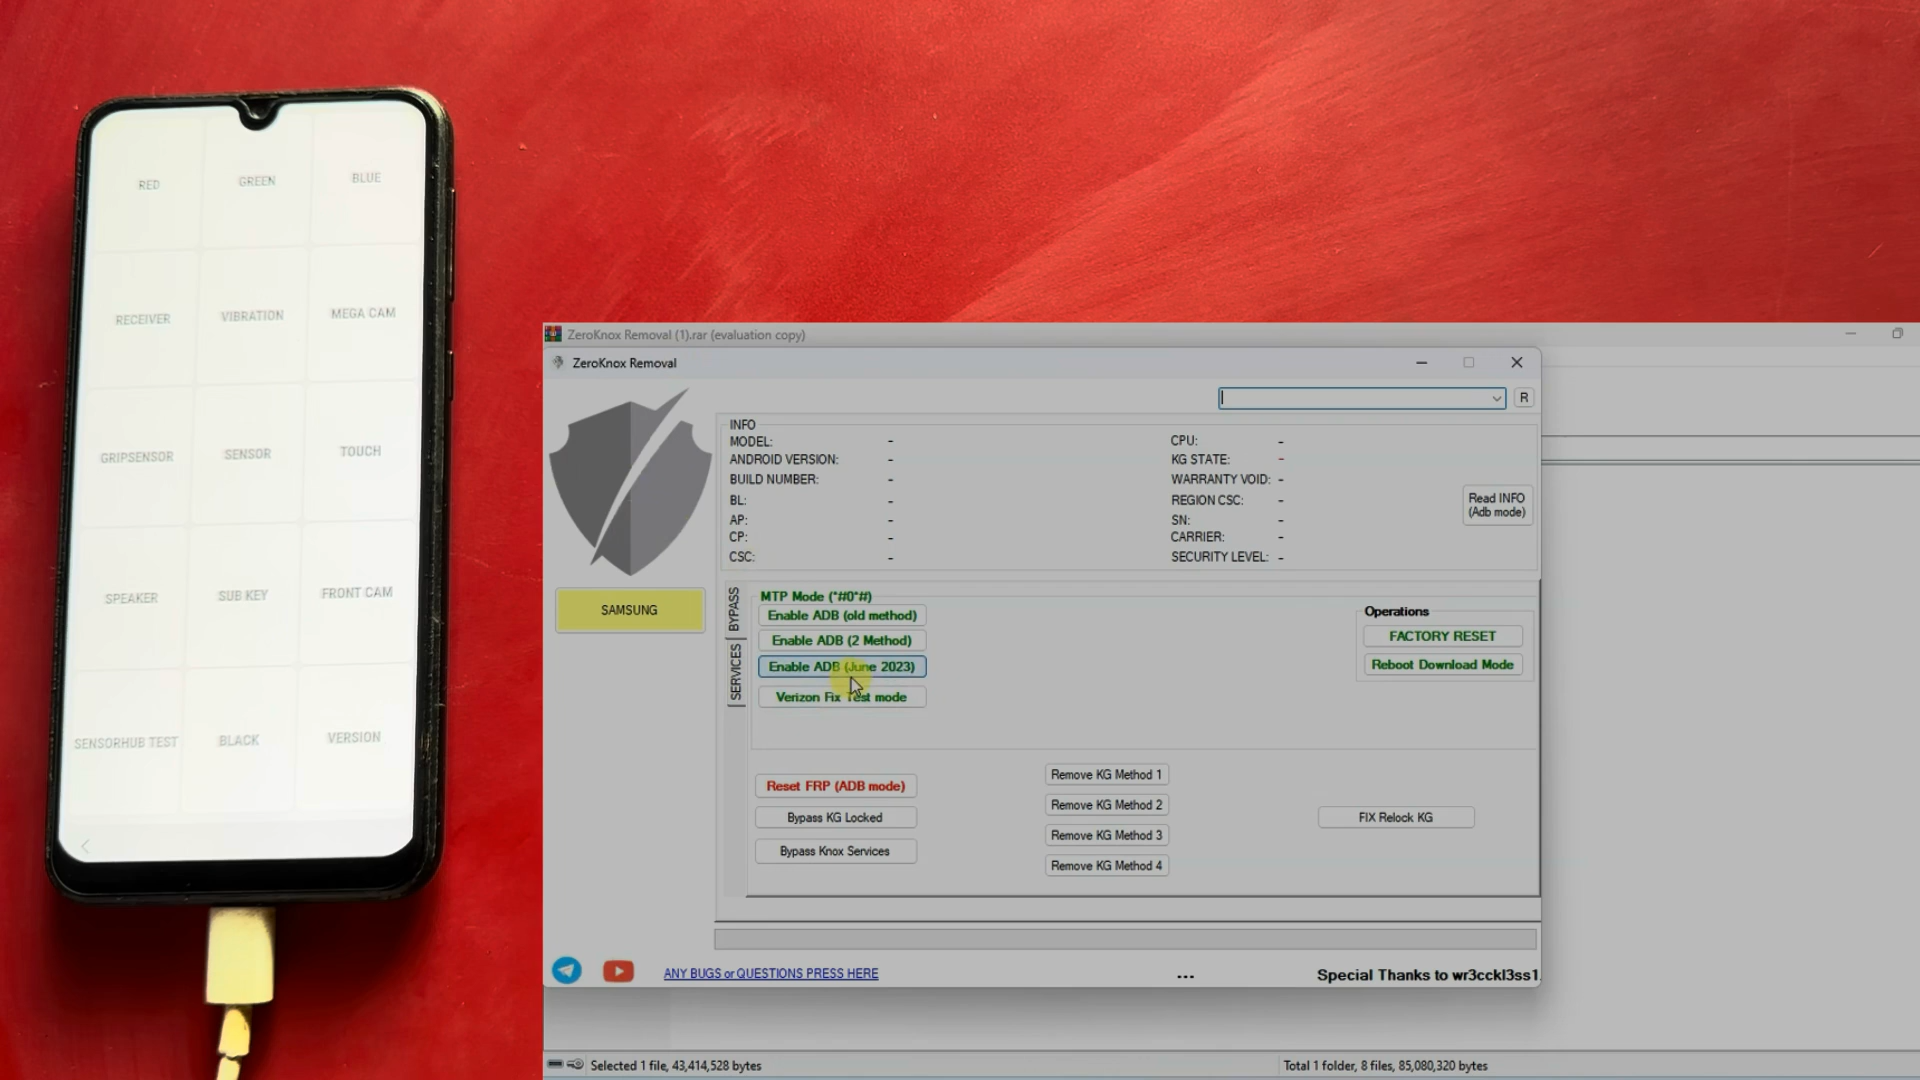 RED GREEN BLUE
RECEIVER VIBRATION MEGA CAM
GRIPSENSOR SENSOR TOUCH
SPEAKER SUB KEY FRONT CAM
SENSORHUB TEST BLACK VERSION
ZeroKnox Removal (1).rar (evaluation copy)
ZeroKnox Removal
R
INFO
MODEL: -
ANDROID VERSION: -
BUILD NUMBER: -
BL: -
AP: -
CP: -
CSC: -
CPU: -
KG STATE: -
WARRANTY VOID: -
REGION CSC: -
SN: -
CARRIER: -
SECURITY LEVEL: -
Read INFO
(Adb mode)
SAMSUNG
BYPASS
SERVICES
MTP Mode (*#0*#)
Enable ADB (old method)
Enable ADB (2 Method)
Enable ADB (June 2023)
Verizon Fix Test mode
Operations
FACTORY RESET
Reboot Download Mode
Reset FRP (ADB mode)
Bypass KG Locked
Bypass Knox Services
Remove KG Method 1
Remove KG Method 2
Remove KG Method 3
Remove KG Method 4
FIX Relock KG
ANY BUGS or QUESTIONS PRESS HERE
...
Special Thanks to wr3cckl3ss1
Selected 1 file, 43,414,528 bytes
Total 1 folder, 8 files, 85,080,320 bytes